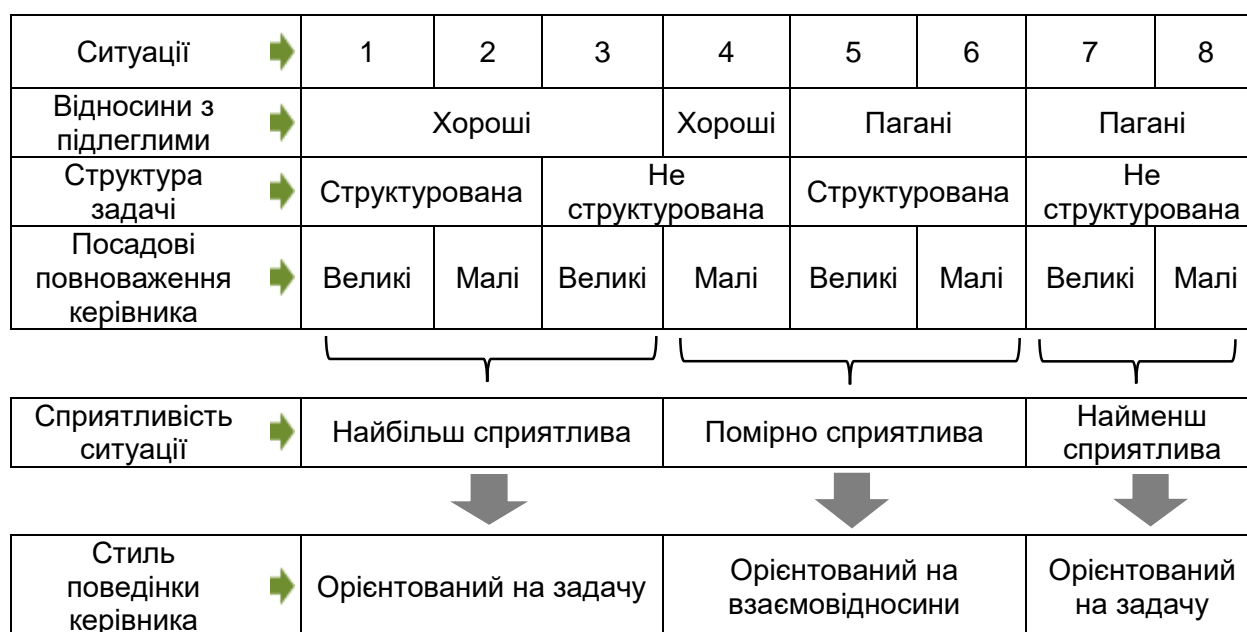 Ситуації 1 2 3 4 5 6 7 8
Відносини з
підлеглими
Хороші Хороші Пагані Пагані
Структура
задачі
Структурована
Не
структурована
Структурована
Не
структурована
Посадові
повноваження
керівника
Великі Малі Великі Малі Великі Малі Великі Малі
Сприятливість
ситуації
Найбільш сприятлива
Помірно сприятлива
Найменш
сприятлива
Стиль
поведінки
керівника
Орієнтований на задачу
Орієнтований на
взаємовідносини
Орієнтований
на задачу